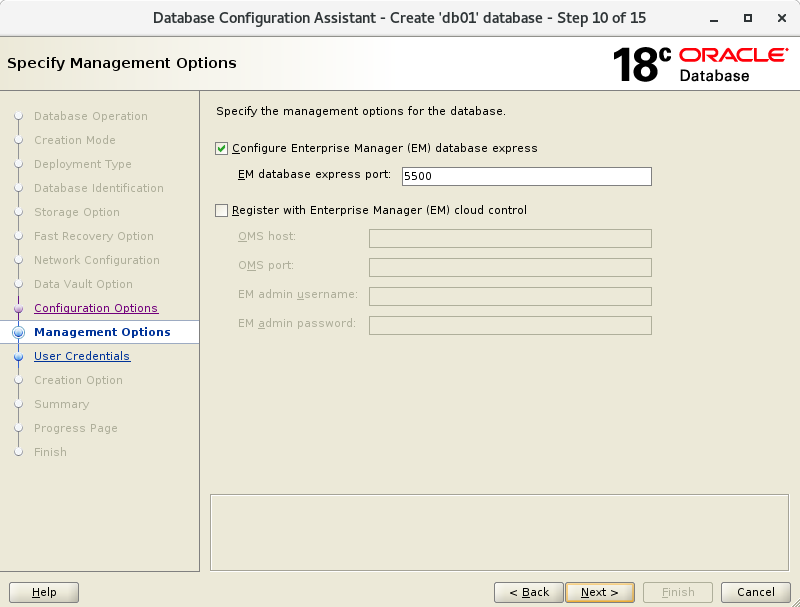 Database Configuration Assistant - Create 'db01' database - Step 10 of 15
Specify Management Options
18c ORACLE
Database
Database Operation
Creation Mode
Deployment Type
Database Identification
Storage Option
Fast Recovery Option
Network Configuration
Data Vault Option
Configuration Options
Management Options
User Credentials
Creation Option
Summary
Progress Page
Finish
Specify the management options for the database.
Configure Enterprise Manager (EM) database express
EM database express port: 5500
Register with Enterprise Manager (EM) cloud control
OMS host:
OMS port:
EM admin username:
EM admin password:
Help
< Back
Next >
Finish
Cancel